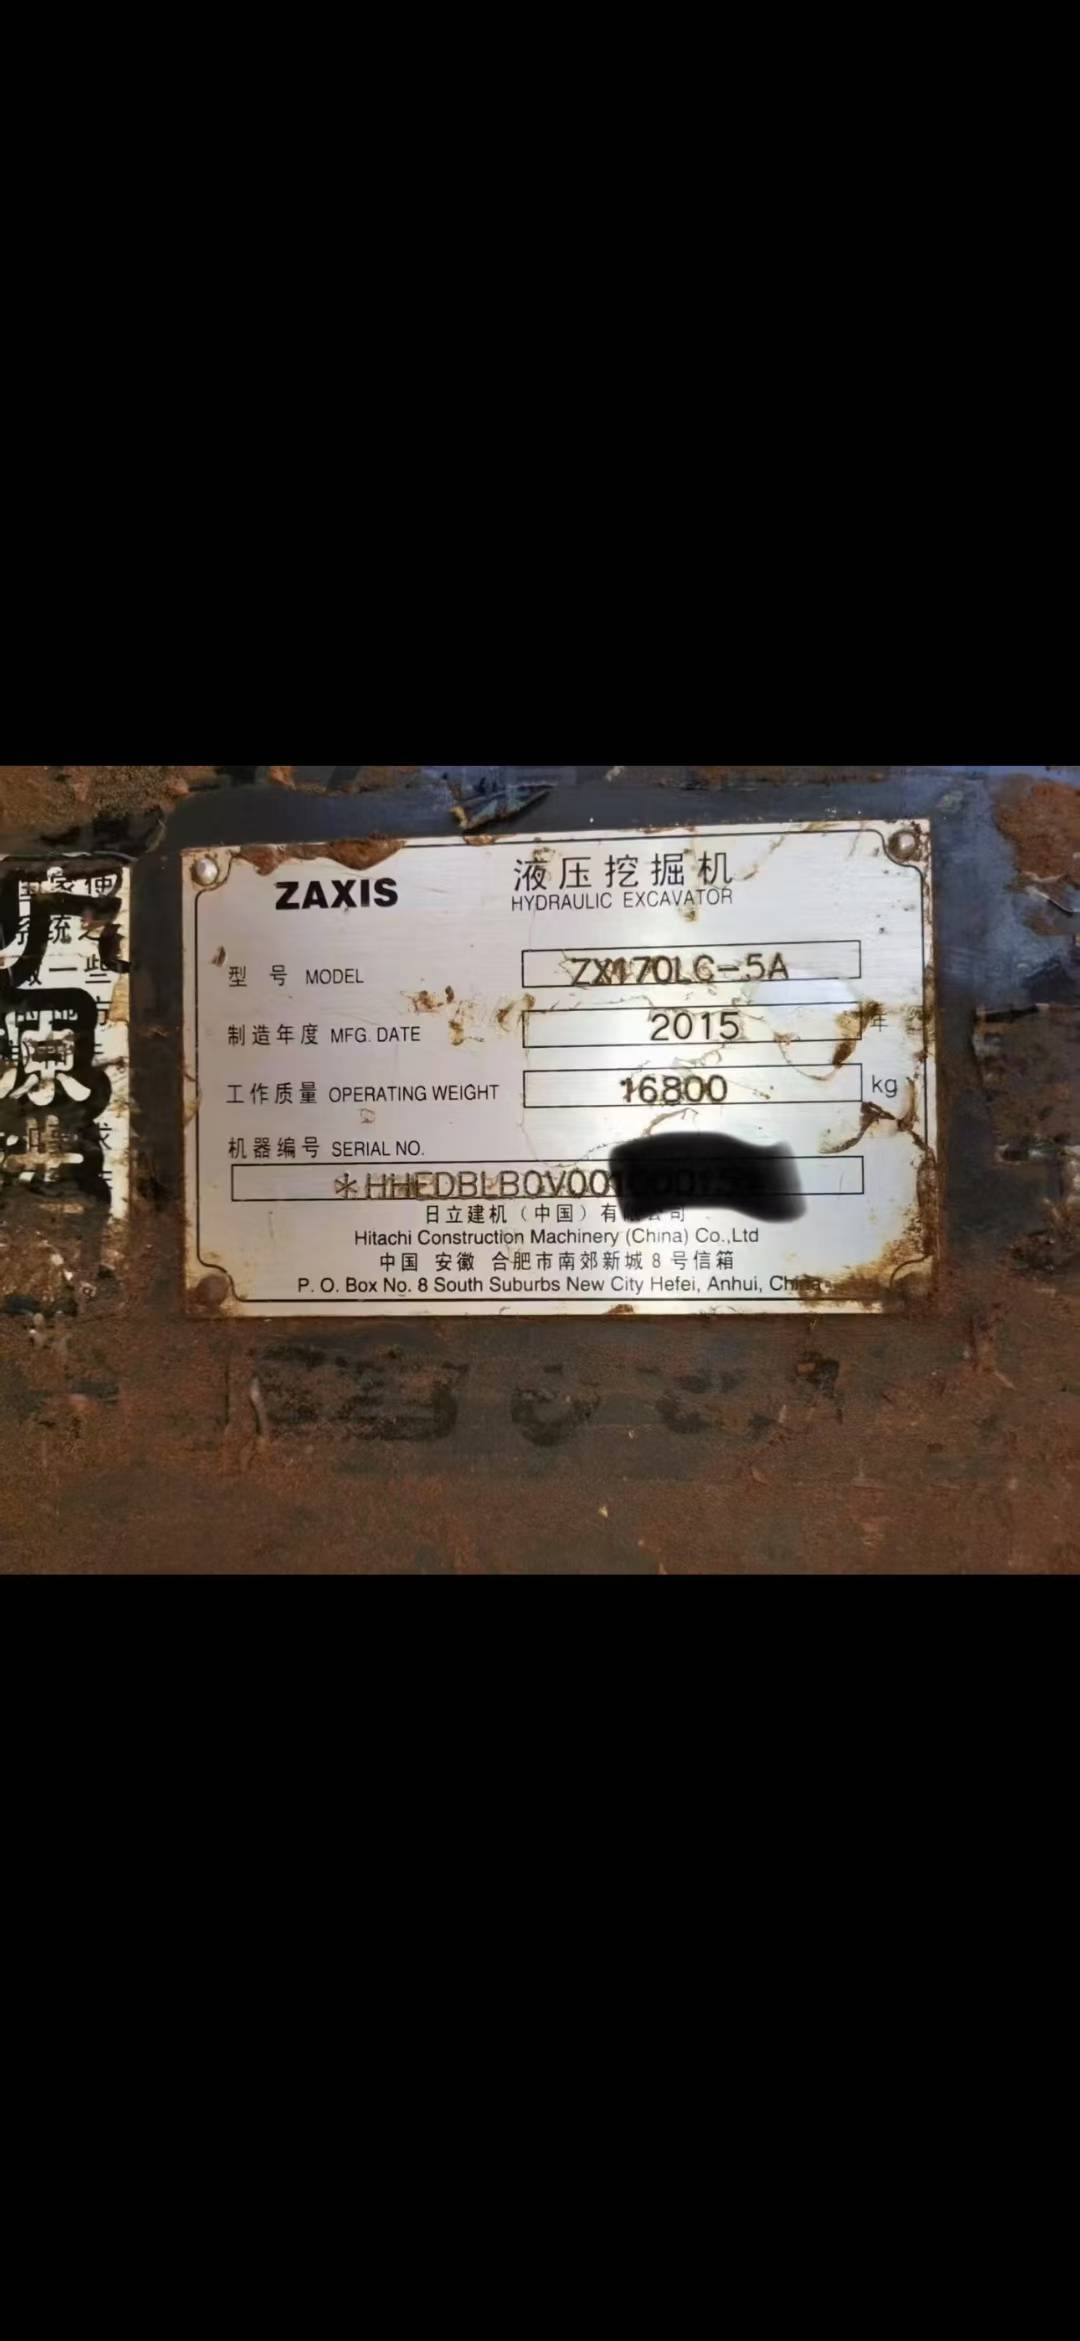 ZAXIS
液压挖掘机
HYDRAULIC EXCAVATOR
型 号 MODEL ZX170LC-5A
制造年度 MFG. DATE 2015 年
工作质量 OPERATING WEIGHT 16800 kg
机器编号 SERIAL NO.
*HHEDBLB0V001
日立建机（中国）有 公司
Hitachi Construction Machinery (China) Co.,Ltd
中国 安徽 合肥市南郊新城8号信箱
P. O. Box No. 8 South Suburbs New City Hefei, Anhui, China